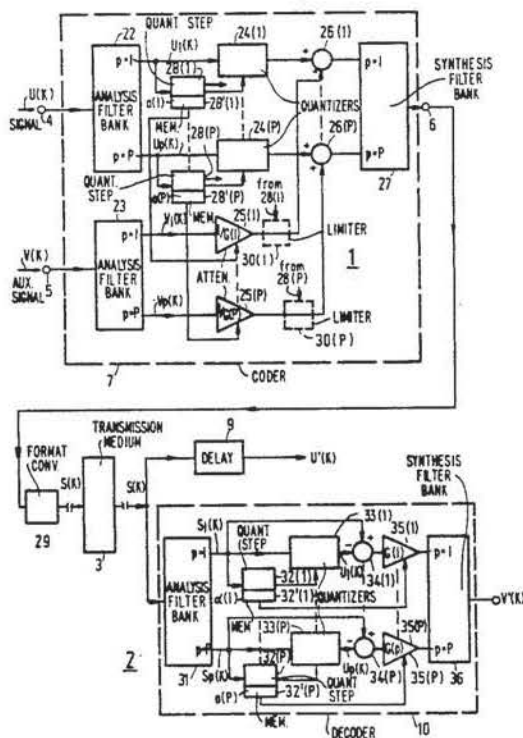 22
QUANT STEP
U1(K)
24(1)
26(1)
28(1)
SYNTHESIS
FILTER
BANK
p=1
U(K)
SIGNAL
4
ANALYSIS
FILTER
BANK
MEM.
28'(1)
24(P)
QUANTIZERS
Up(K)
28(P)
26(P)
p=P
6
27
QUANT.
STEP
28'(P)
23
MEM.
25(1)
from
28(1)
V(K)
AUX. SIGNAL
5
p=1
ANALYSIS
FILTER
BANK
1/G(1)
LIMITER
1
30(1)
ATTEN.
25(P)
from
28(P)
p=P
Vp(K)
LIMITER
30(P)
7
CODER
TRANSMISSION
MEDIUM
9
FORMAT
CONV.
S(K)
S(K)
DELAY
U'(K)
29
3
SYNTHESIS
FILTER
BANK
QUANT
STEP
33(1)
35(1)
S1(K)
p=1
32(1)
G(1)
p=1
ANALYSIS
FILTER
BANK
32'(1)
34(1)
QUANTIZERS
MEM.
33(P)
V'(K)
2
32(P)
35(P)
p=P
G(p)
p=P
31
Sp(K)
Up(K)
34(P)
35(P)
36
QUANT
STEP
32'(P)
MEM.
DECODER
10